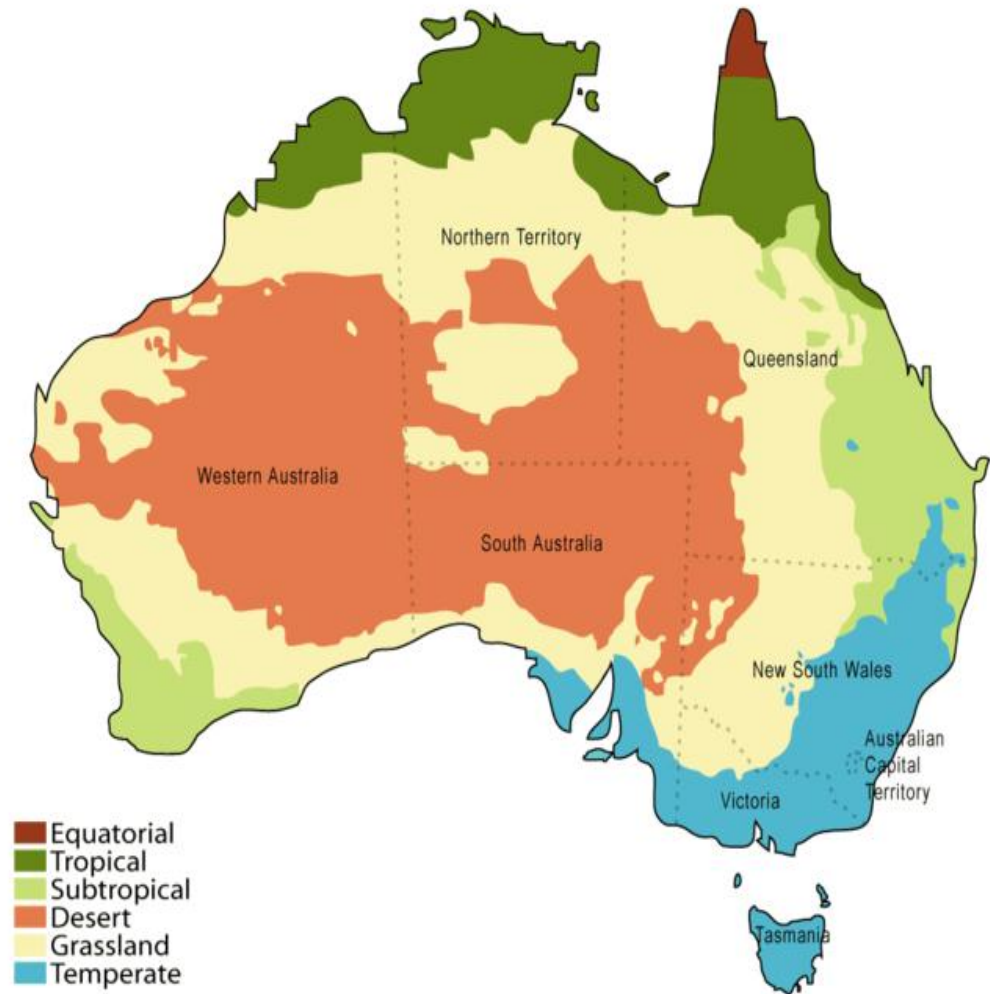 Northern Territory
Queensland
Western Australia
South Australia
New South Wales
Australian
Capital
Territory
Victoria
Tasmania
Equatorial
Tropical
Subtropical
Desert
Grassland
Temperate